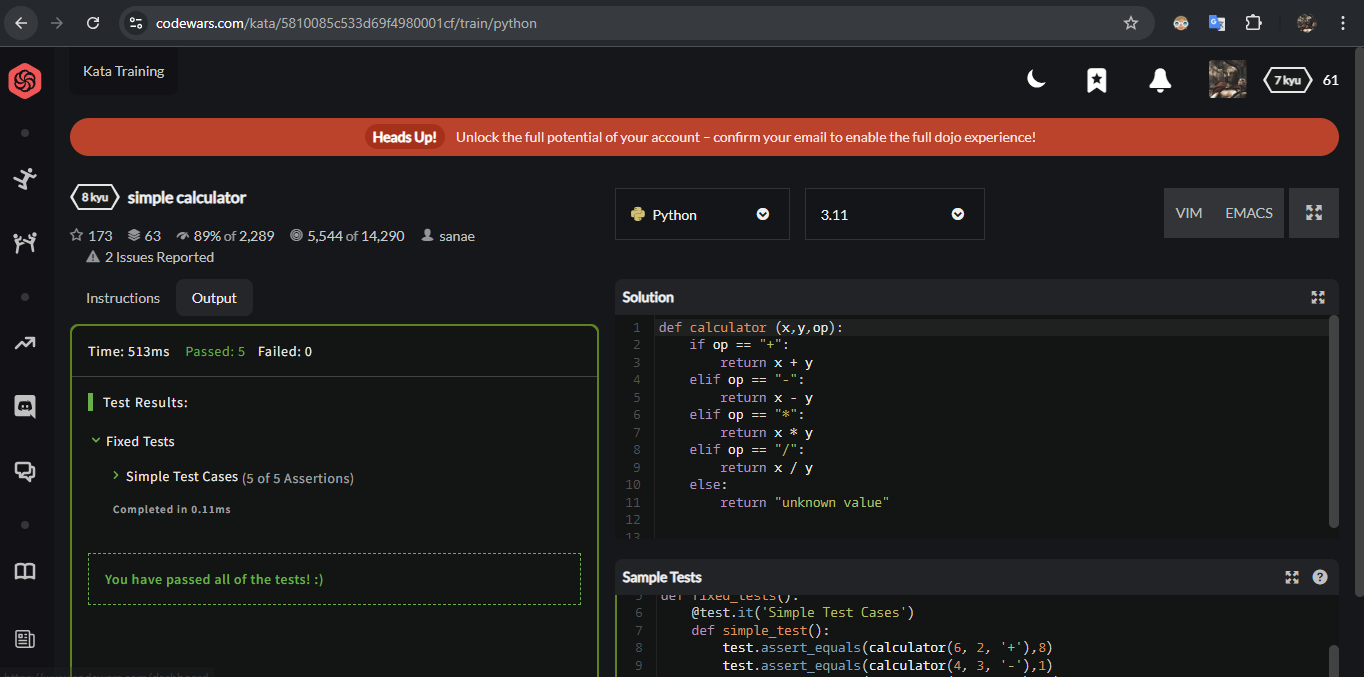 codewars.com/kata/5810085c533d69f4980001cf/train/python
Kata Training
7 kyu 61
Heads Up! Unlock the full potential of your account – confirm your email to enable the full dojo experience!
8 kyu simple calculator
173 63 89% of 2,289 5,544 of 14,290 sanae
2 Issues Reported
Python
3.11
VIM EMACS
Instructions Output
Time: 513ms Passed: 5 Failed: 0
Test Results:
Fixed Tests
Simple Test Cases (5 of 5 Assertions)
Completed in 0.11ms
You have passed all of the tests! :)
Solution
1 def calculator (x,y,op):
2     if op == "+":
3         return x + y
4     elif op == "-":
5         return x - y
6     elif op == "*":
7         return x * y
8     elif op == "/":
9         return x / y
10     else:
11         return "unknown value"
12
13
Sample Tests
5 def fixed_tests():
6     @test.it('Simple Test Cases')
7     def simple_test():
8         test.assert_equals(calculator(6, 2, '+'),8)
9         test.assert_equals(calculator(4, 3, '-'),1)